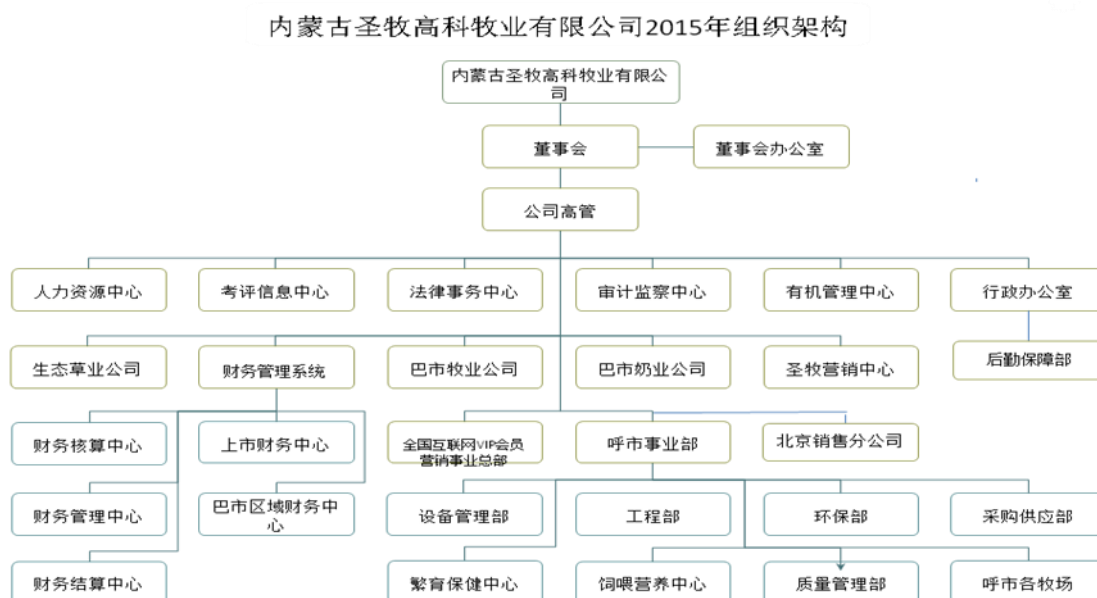 内蒙古圣牧高科牧业有限公司2015年组织架构
内蒙古圣牧高科牧业有限公
司
董事会
董事会办公室
公司高管
人力资源中心
考评信息中心
法律事务中心
审计监察中心
有机管理中心
行政办公室
生态草业公司
财务管理系统
巴市牧业公司
巴市奶业公司
圣牧营销中心
后勤保障部
财务核算中心
上市财务中心
全国互联网VIP会员
营销事业总部
呼市事业部
北京销售分公司
财务管理中心
巴市区域财务中
心
设备管理部
工程部
环保部
采购供应部
财务结算中心
繁育保健中心
饲喂营养中心
质量管理部
呼市各牧场